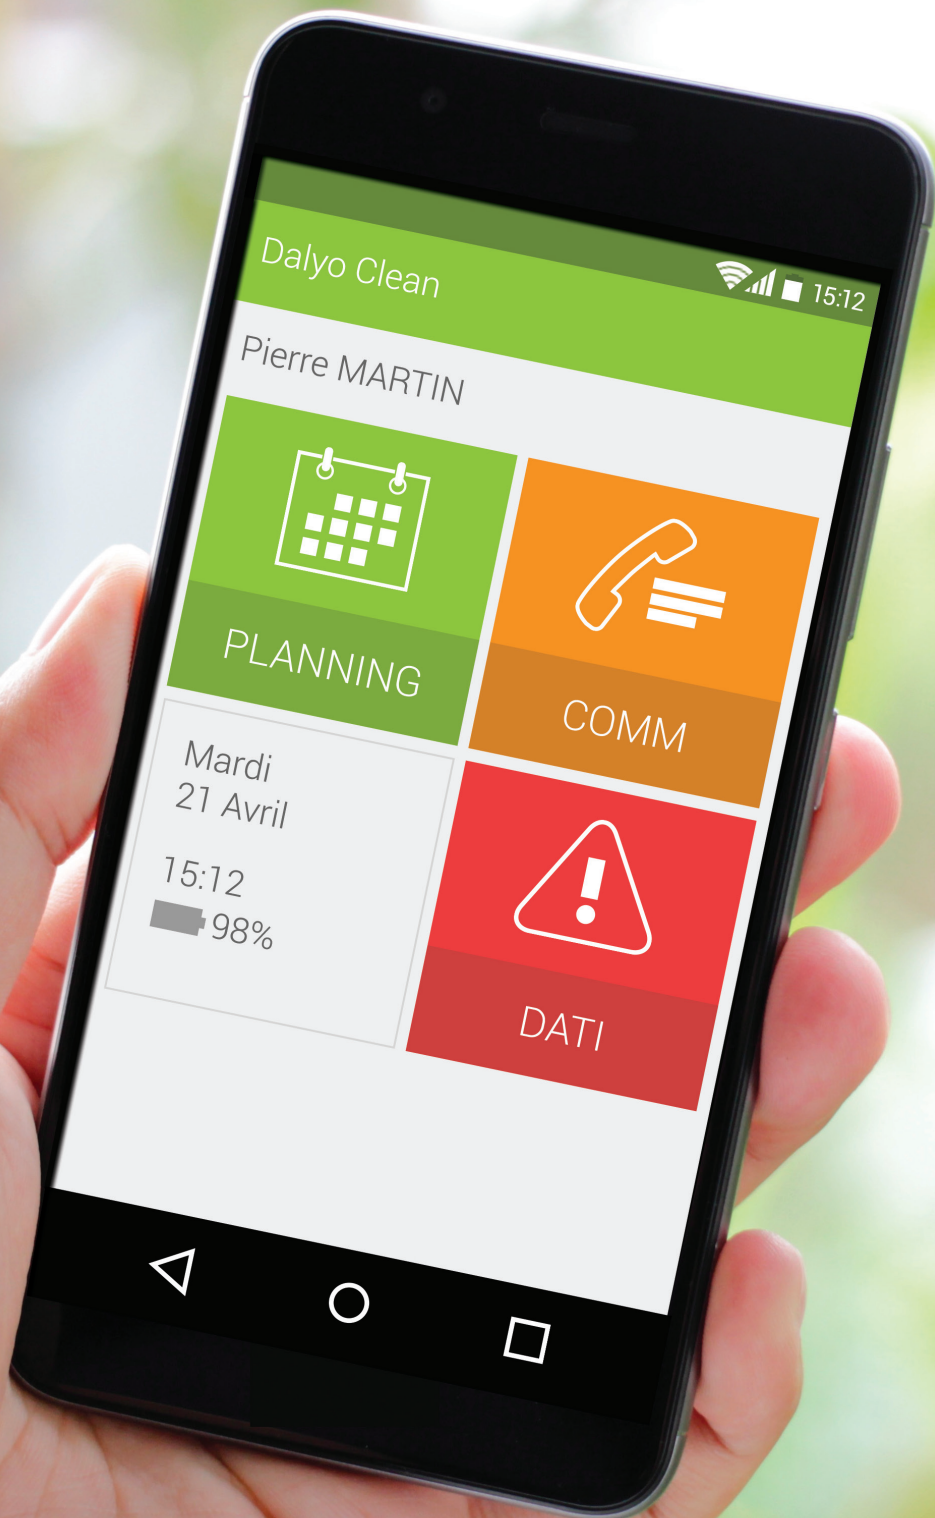 15:12
Dalyo Clean
Pierre MARTIN
PLANNING
COMM
Mardi
21 Avril
15:12
98%
DATI